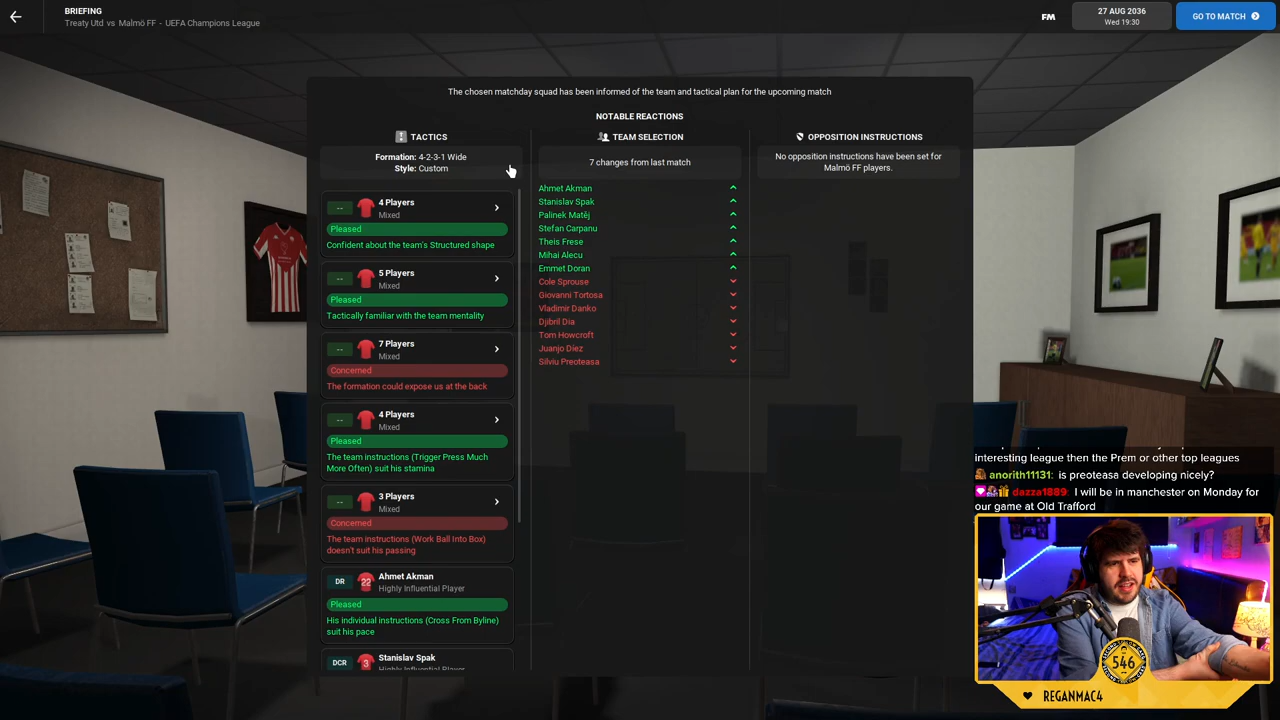 BRIEFING
Treaty Utd vs Malmö FF - UEFA Champions League
FM
27 AUG 2036
Wed 19:30
GO TO MATCH
The chosen matchday squad has been informed of the team and tactical plan for the upcoming match
NOTABLE REACTIONS
TACTICS
Formation: 4-2-3-1 Wide
Style: Custom
-- 4 Players
Mixed
Pleased
Confident about the team's Structured shape
-- 5 Players
Mixed
Pleased
Tactically familiar with the team mentality
-- 7 Players
Mixed
Concerned
The formation could expose us at the back
-- 4 Players
Mixed
Pleased
The team instructions (Trigger Press Much
More Often) suit his stamina
-- 3 Players
Mixed
Concerned
The team instructions (Work Ball Into Box)
doesn't suit his passing
DR 22 Ahmet Akman
Highly Influential Player
Pleased
His individual instructions (Cross From Byline)
suit his pace
DCR 3 Stanislav Spak
Highly Influential Player
TEAM SELECTION
7 changes from last match
Ahmet Akman
Stanislav Spak
Palinek Matěj
Stefan Carpanu
Theis Frese
Mihai Alecu
Emmet Doran
Cole Sprouse
Giovanni Tortosa
Vladimir Danko
Djibril Dia
Tom Howcroft
Juanjo Díez
Silviu Preoteasa
OPPOSITION INSTRUCTIONS
No opposition instructions have been set for
Malmö FF players.
interesting league then the Prem or other top leagues
anorith11131: is preoteasa developing nicely?
dazza1889: I will be in manchester on Monday for
our game at Old Trafford
546
REGANMAC4